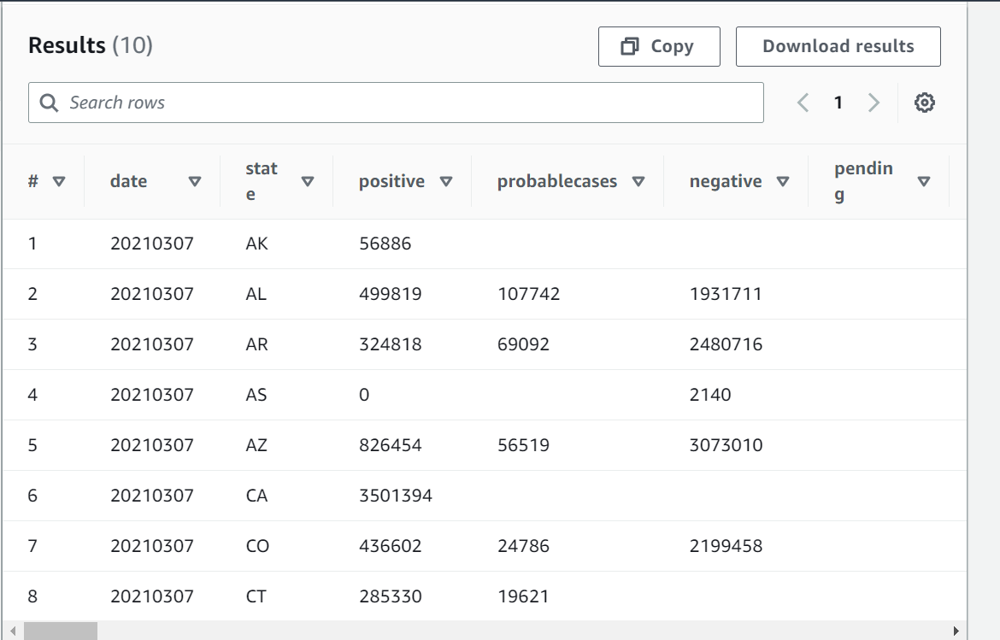 Results (10)
Copy
Download results
Search rows
1
# date state positive probablecases negative pending
1 20210307 AK 56886
2 20210307 AL 499819 107742 1931711
3 20210307 AR 324818 69092 2480716
4 20210307 AS 0 2140
5 20210307 AZ 826454 56519 3073010
6 20210307 CA 3501394
7 20210307 CO 436602 24786 2199458
8 20210307 CT 285330 19621